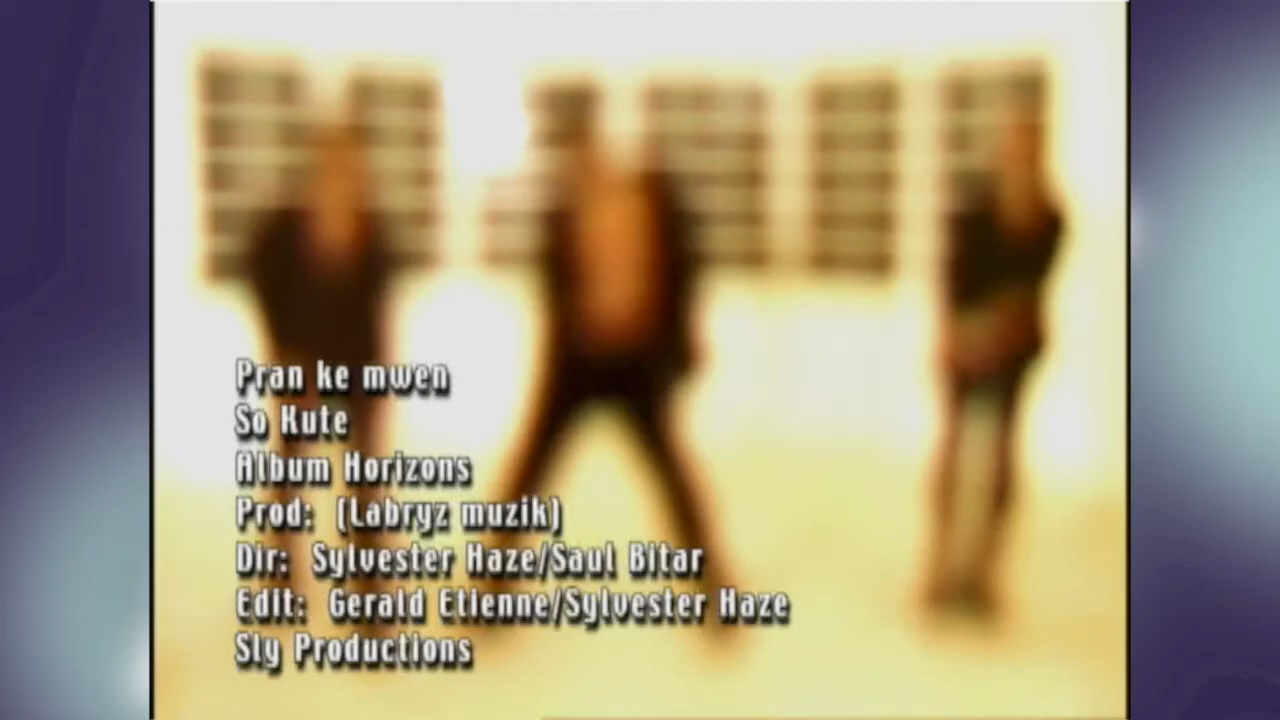 Pran ke mwen
So Kute
Album Horizons
Prod: (Labryz muzik)
Dir: Sylvester Haze/Saul Bitar
Edit: Gerald Etienne/Sylvester Haze
Sly Productions